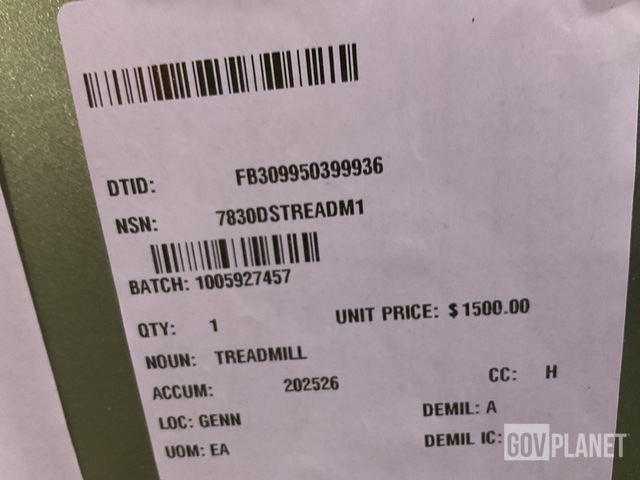 DTID: FB309950399936
NSN: 7830DSTREADM1
BATCH: 1005927457
QTY: 1 UNIT PRICE: $1500.00
NOUN: TREADMILL
ACCUM: 202526 CC: H
LOC: GENN DEMIL: A
UOM: EA DEMIL IC:
GOVPLANET